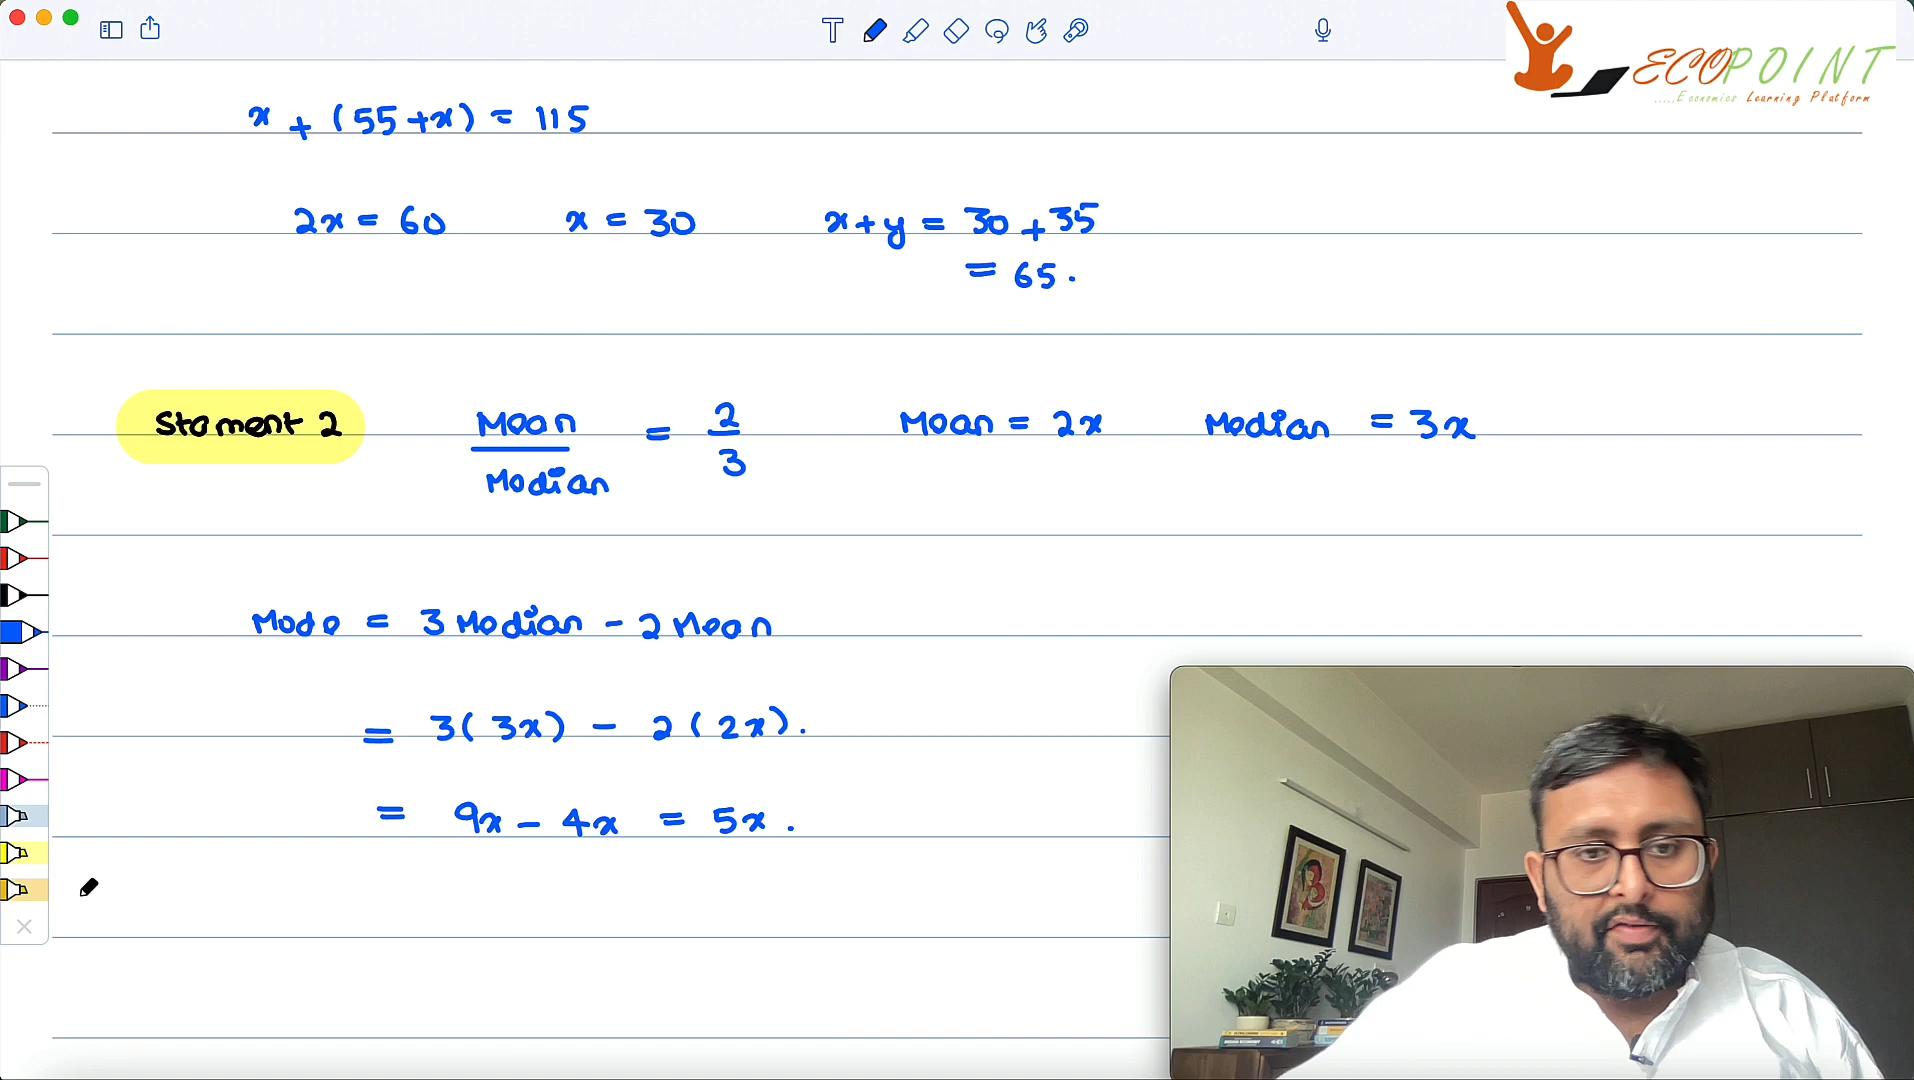 ECOPOINT
.....Economics Learning Platform
x + (55 + x) = 115
2x = 60 x = 30 x + y = 30 + 35
= 65.
Stament 2 Mean = 2 Mean = 2x Median = 3x
Median 3
Mode = 3 Median - 2 Mean
= 3( 3x) - 2 ( 2x).
= 9x - 4x = 5x.